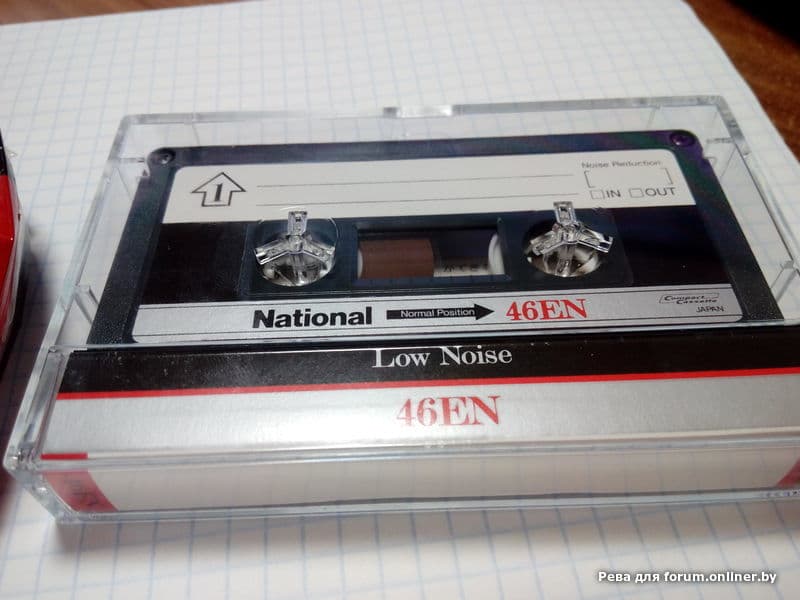 Noise Reduction
1
[ ]
□IN □OUT
National Normal Position 46EN
Compact Cassette
JAPAN
Low Noise
46EN
Рева для forum.onliner.by